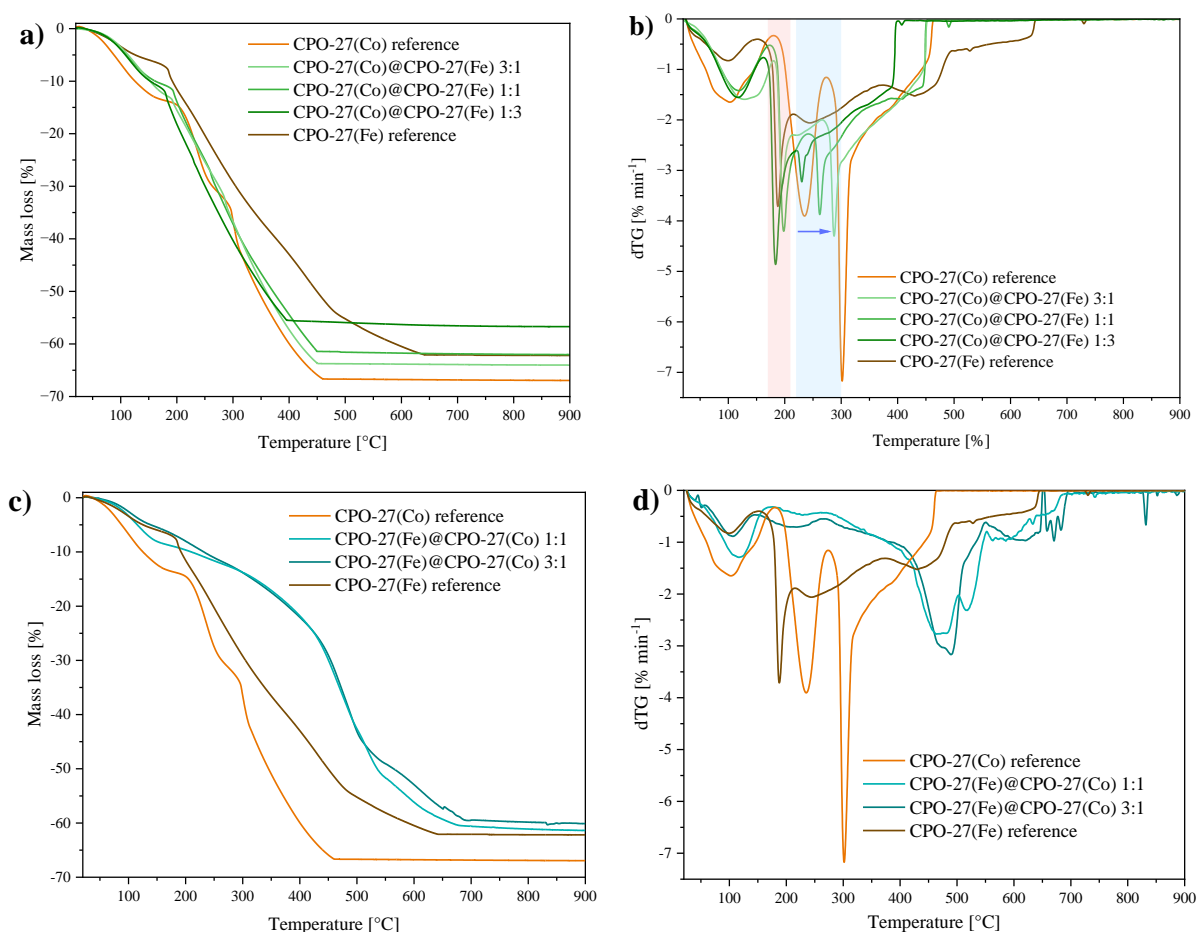 a)
CPO-27(Co) reference
CPO-27(Co)@CPO-27(Fe) 3:1
CPO-27(Co)@CPO-27(Fe) 1:1
CPO-27(Co)@CPO-27(Fe) 1:3
CPO-27(Fe) reference
0
−10
−20
−30
−40
−50
−60
−70
Mass loss [%]
100 200 300 400 500 600 700 800 900
Temperature [°C]
b)
0
−1
−2
−3
−4
−5
−6
−7
dTG [% min-1]
CPO-27(Co) reference
CPO-27(Co)@CPO-27(Fe) 3:1
CPO-27(Co)@CPO-27(Fe) 1:1
CPO-27(Co)@CPO-27(Fe) 1:3
CPO-27(Fe) reference
100 200 300 400 500 600 700 800 900
Temperature [%]
c)
CPO-27(Co) reference
CPO-27(Fe)@CPO-27(Co) 1:1
CPO-27(Fe)@CPO-27(Co) 3:1
CPO-27(Fe) reference
0
-10
-20
-30
-40
-50
-60
-70
Mass loss [%]
100 200 300 400 500 600 700 800 900
Temperature [°C]
d)
0
-1
-2
-3
-4
-5
-6
-7
dTG [% min-1]
CPO-27(Co) reference
CPO-27(Fe)@CPO-27(Co) 1:1
CPO-27(Fe)@CPO-27(Co) 3:1
CPO-27(Fe) reference
100 200 300 400 500 600 700 800 900
Temperature [°C]